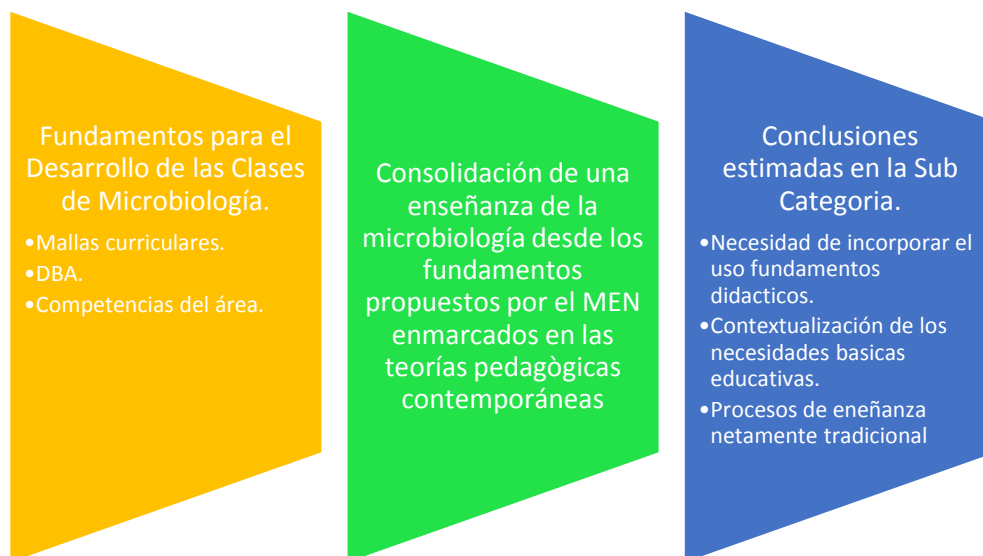 Fundamentos para el
Desarrollo de las Clases
de Microbiología.
•Mallas curriculares.
•DBA.
•Competencias del área.
Consolidación de una
enseñanza de la
microbiología desde los
fundamentos
propuestos por el MEN
enmarcados en las
teorías pedagògicas
contemporáneas
Conclusiones
estimadas en la Sub
Categoria.
•Necesidad de incorporar el
uso fundamentos
didacticos.
•Contextualización de los
necesidades basicas
educativas.
•Procesos de eneñanza
netamente tradicional